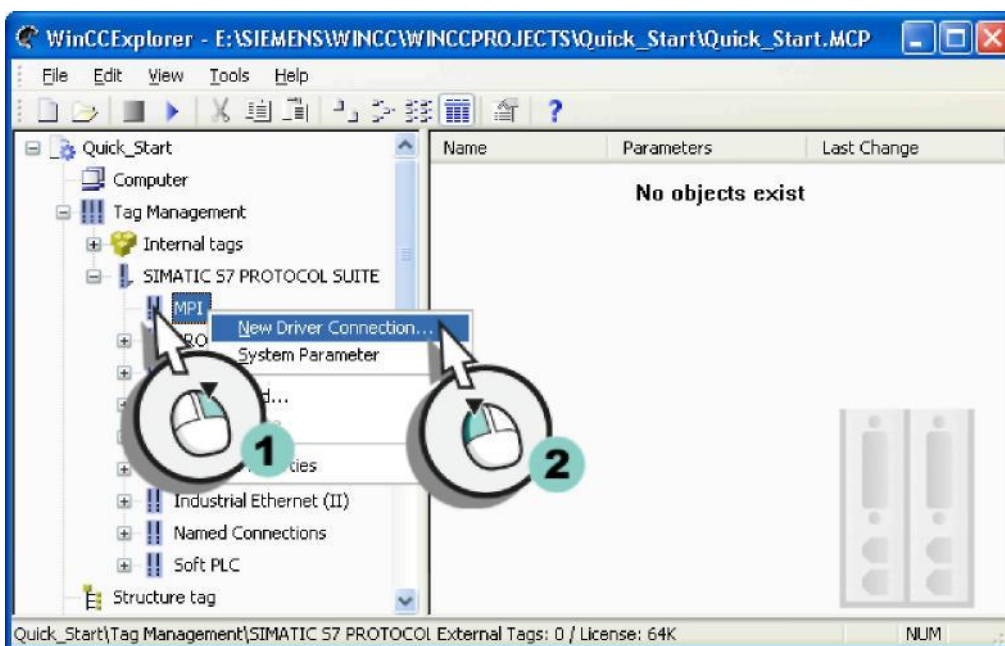 WinCCExplorer - E:\SIEMENS\WINCC\WINCCPROJECTS\Quick_Start\Quick_Start.MCP
File Edit View Tools Help
Quick_Start
Name Parameters Last Change
No objects exist
Computer
Tag Management
Internal tags
SIMATIC S7 PROTOCOL SUITE
MPI
New Driver Connection...
System Parameter
1
2
Industrial Ethernet (II)
Named Connections
Soft PLC
Structure tag
Quick_Start\Tag Management\SIMATIC S7 PROTOCOL External Tags: 0 / License: 64K NUM